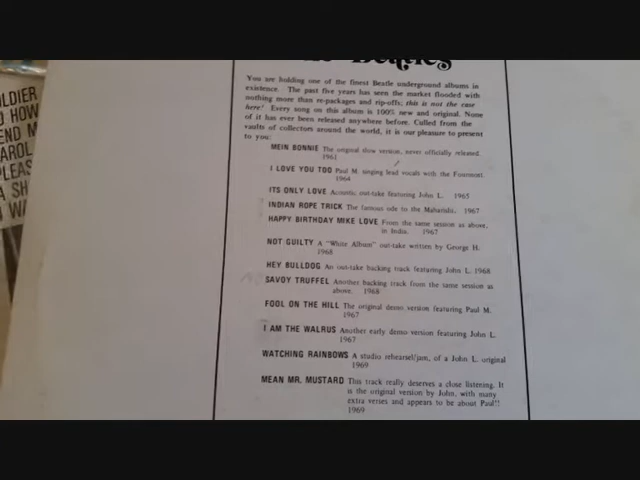 Beatles
You are holding one of the finest Beatle underground albums in
existence. The past five years has seen the market flooded with
nothing more than re-packages and rip-offs; this is not the case
here! Every song on this album is 100% new and original. None
of it has ever been released anywhere before. Culled from the
vaults of collectors around the world, it is our pleasure to present
to you:
MEIN BONNIE The original slow version, never officially released.
1961
I LOVE YOU TOO Paul M. singing lead vocals with the Fourmost.
1964
ITS ONLY LOVE Acoustic out-take featuring John L. 1965
INDIAN ROPE TRICK The famous ode to the Maharishi. 1967
HAPPY BIRTHDAY MIKE LOVE From the same session as above,
in India. 1967
NOT GUILTY A "White Album" out-take written by George H.
1968
HEY BULLDOG An out-take backing track featuring John L. 1968
SAVOY TRUFFEL Another backing track from the same session as
above. 1968
FOOL ON THE HILL The original demo version featuring Paul M.
1967
I AM THE WALRUS Another early demo version featuring John L.
1967
WATCHING RAINBOWS A studio rehearsel/jam, of a John L. original
1969
MEAN MR. MUSTARD This track really deserves a close listening. It
is the original version by John, with many
extra verses and appears to be about Paul!!
1969